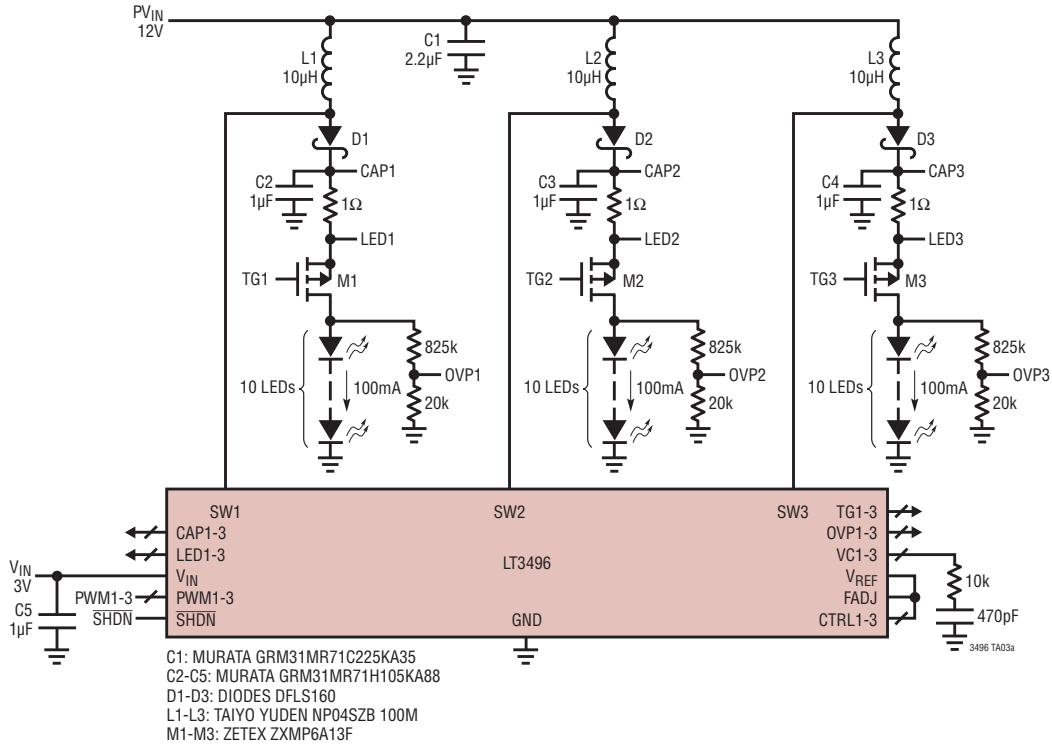 PVIN
12V
C1
2.2µF
L1
10µH
L2
10µH
L3
10µH
D1
D2
D3
CAP1
CAP2
CAP3
C2
1µF
C3
1µF
C4
1µF
1Ω
1Ω
1Ω
LED1
LED2
LED3
TG1
M1
TG2
M2
TG3
M3
825k
825k
825k
10 LEDs
100mA
OVP1
10 LEDs
100mA
OVP2
10 LEDs
100mA
OVP3
20k
20k
20k
SW1
SW2
SW3
TG1-3
CAP1-3
OVP1-3
LED1-3
LT3496
VC1-3
VIN
3V
VIN
VREF
10k
PWM1-3
PWM1-3
FADJ
C5
1µF
SHDN
SHDN
GND
CTRL1-3
470pF
3496 TA03a
C1: MURATA GRM31MR71C225KA35
C2-C5: MURATA GRM31MR71H105KA88
D1-D3: DIODES DFLS160
L1-L3: TAIYO YUDEN NP04SZB 100M
M1-M3: ZETEX ZXMP6A13F